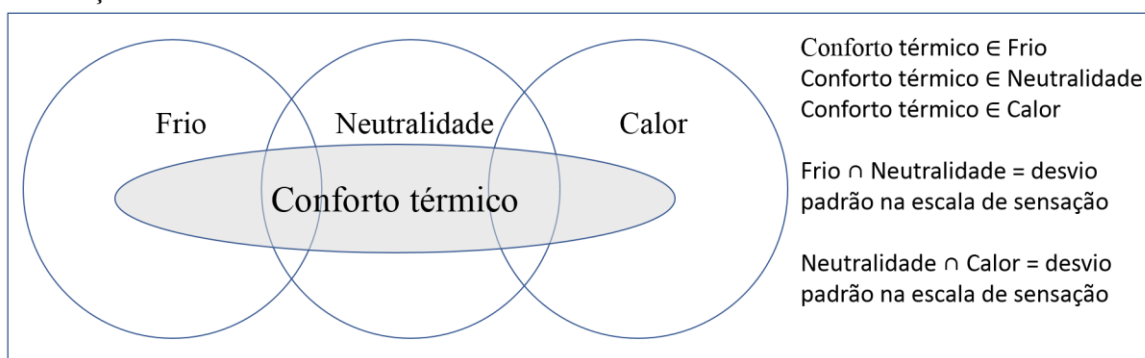 Frio
Neutralidade
Calor
Conforto térmico
Conforto térmico ∈ Frio
Conforto térmico ∈ Neutralidade
Conforto térmico ∈ Calor
Frio ∩ Neutralidade = desvio
padrão na escala de sensação
Neutralidade ∩ Calor = desvio
padrão na escala de sensação